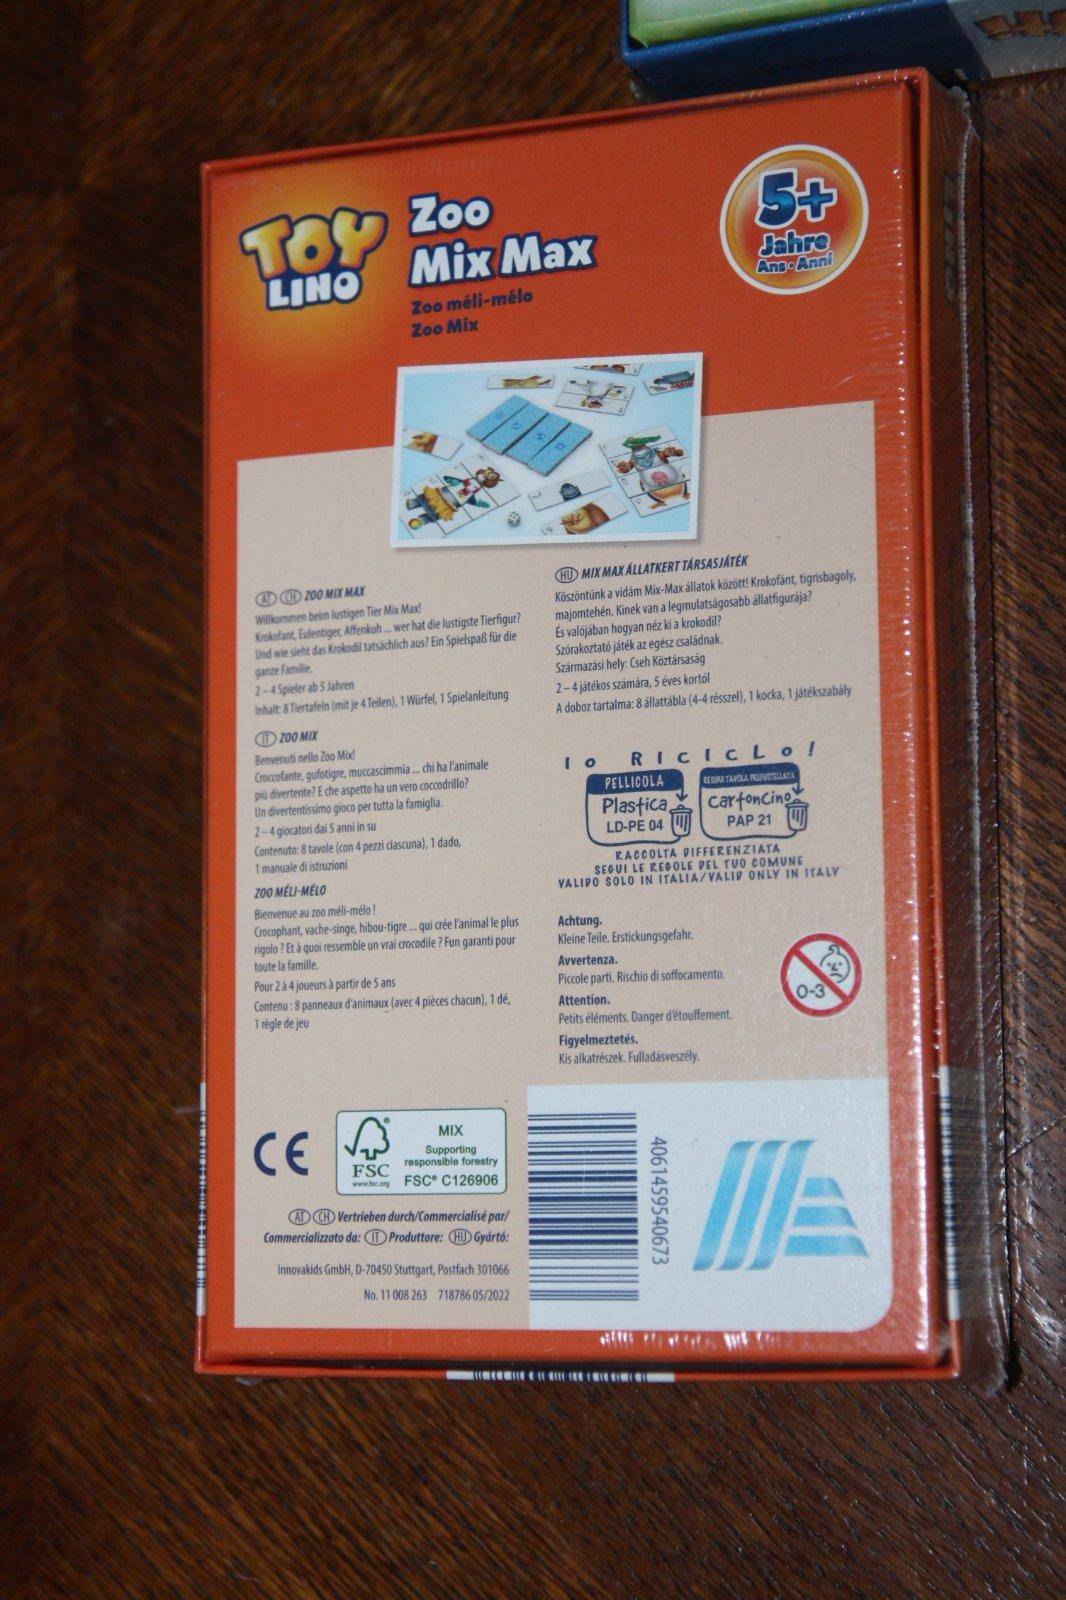 TOY
LINO
Zoo
Mix Max
Zoo méli-mélo
Zoo Mix
5+
Jahre
Ans • Anni
AT CH ZOO MIX MAX
Willkommen beim lustigen Tier Mix Max!
Krokofant, Eulentiger, Affenkuh ... wer hat die lustigste Tierfigur?
Und wie sieht das Krokodil tatsächlich aus? Ein Spielspaß für die
ganze Familie.
2 – 4 Spieler ab 5 Jahren
Inhalt: 8 Tiertafeln (mit je 4 Teilen), 1 Würfel, 1 Spielanleitung
IT ZOO MIX
Benvenuti nello Zoo Mix!
Croccofante, gufotigre, muccascimmia ... chi ha l'animale
più divertente? E che aspetto ha un vero coccodrillo?
Un divertentissimo gioco per tutta la famiglia.
2 – 4 giocatori dai 5 anni in su
Contenuto: 8 tavole (con 4 pezzi ciascuna), 1 dado,
1 manuale di istruzioni
ZOO MÉLI-MÉLO
Bienvenue au zoo méli-mélo !
Crocophant, vache-singe, hibou-tigre ... qui crée l'animal le plus
rigolo ? Et à quoi ressemble un vrai crocodile ? Fun garanti pour
toute la famille.
Pour 2 à 4 joueurs à partir de 5 ans
Contenu : 8 panneaux d'animaux (avec 4 pièces chacun), 1 dé,
1 règle de jeu
HU MIX MAX ÁLLATKERT TÁRSASJÁTÉK
Köszöntünk a vidám Mix-Max állatok között! Krokofánt, tigrisbagoly,
majomtehén. Kinek van a legmulatságosabb állatfigurája?
És valójában hogyan néz ki a krokodil?
Szórakoztató játék az egész családnak.
Származási hely: Cseh Köztársaság
2 – 4 játékos számára, 5 éves kortól
A doboz tartalma: 8 állattábla (4-4 résszel), 1 kocka, 1 játékszabály
Io RICICLo!
PELLICOLA
Plastica
LD-PE 04
REGGUI TAVOLA PREFUSTELLATA
Cartoncino
PAP 21
RACCOLTA DIFFERENZIATA
SEGUI LE REGOLE DEL TUO COMUNE
VALIDO SOLO IN ITALIA/VALID ONLY IN ITALY
Achtung.
Kleine Teile. Erstickungsgefahr.
Avvertenza.
Piccole parti. Rischio di soffocamento.
Attention.
Petits éléments. Danger d'étouffement.
Figyelmeztetés.
Kis alkatrészek. Fulladásveszély.
0-3
CE
FSC
www.fsc.org
MIX
Supporting
responsible forestry
FSC® C126906
AT CH Vertrieben durch/Commercialisé par/
Commercializzato da: IT Produttore: HU Gyártó:
Innovakids GmbH, D-70450 Stuttgart, Postfach 301066
No. 11 008 263 718786 05/2022
4061459540673